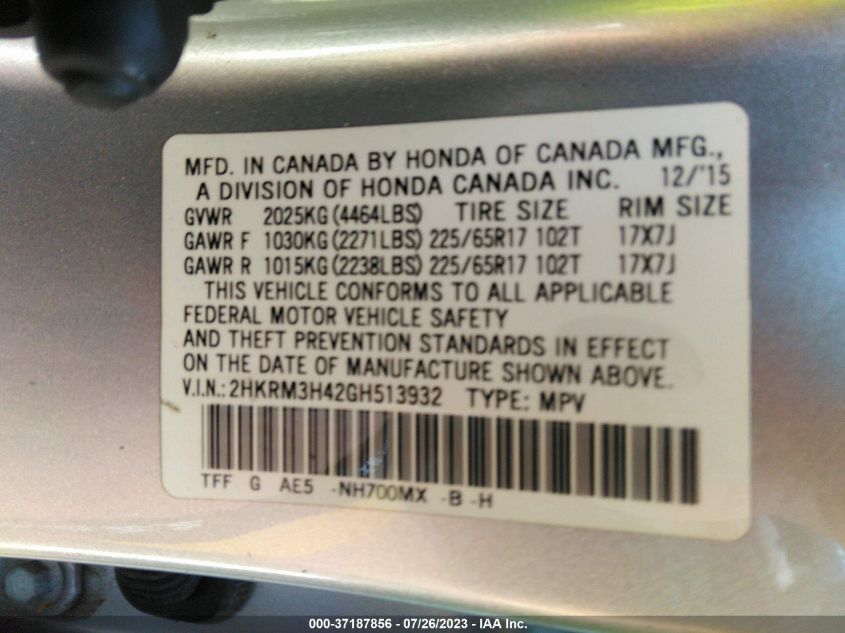 MFD. IN CANADA BY HONDA OF CANADA MFG.,
A DIVISION OF HONDA CANADA INC. 12/'15
GVWR 2025KG (4464LBS) TIRE SIZE RIM SIZE
GAWR F 1030KG (2271LBS) 225/65R17 102T 17X7J
GAWR R 1015KG (2238LBS) 225/65R17 102T 17X7J
THIS VEHICLE CONFORMS TO ALL APPLICABLE
FEDERAL MOTOR VEHICLE SAFETY
AND THEFT PREVENTION STANDARDS IN EFFECT
ON THE DATE OF MANUFACTURE SHOWN ABOVE.
V.I.N.: 2HKRM3H42GH513932 TYPE: MPV
TFF G AE5 -NH700MX -B -H
000-37187856 - 07/26/2023 - IAA Inc.